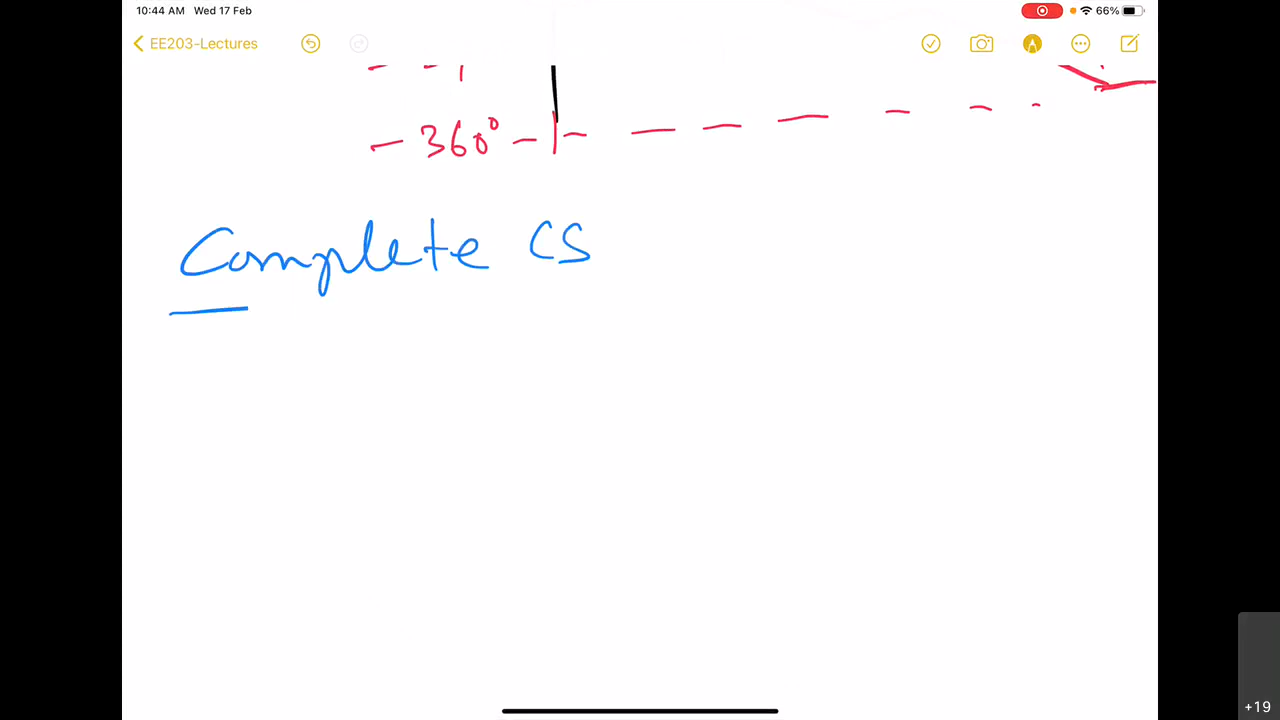 10:44 AM Wed 17 Feb
66%
EE203-Lectures
- 360° -
Complete CS
+19